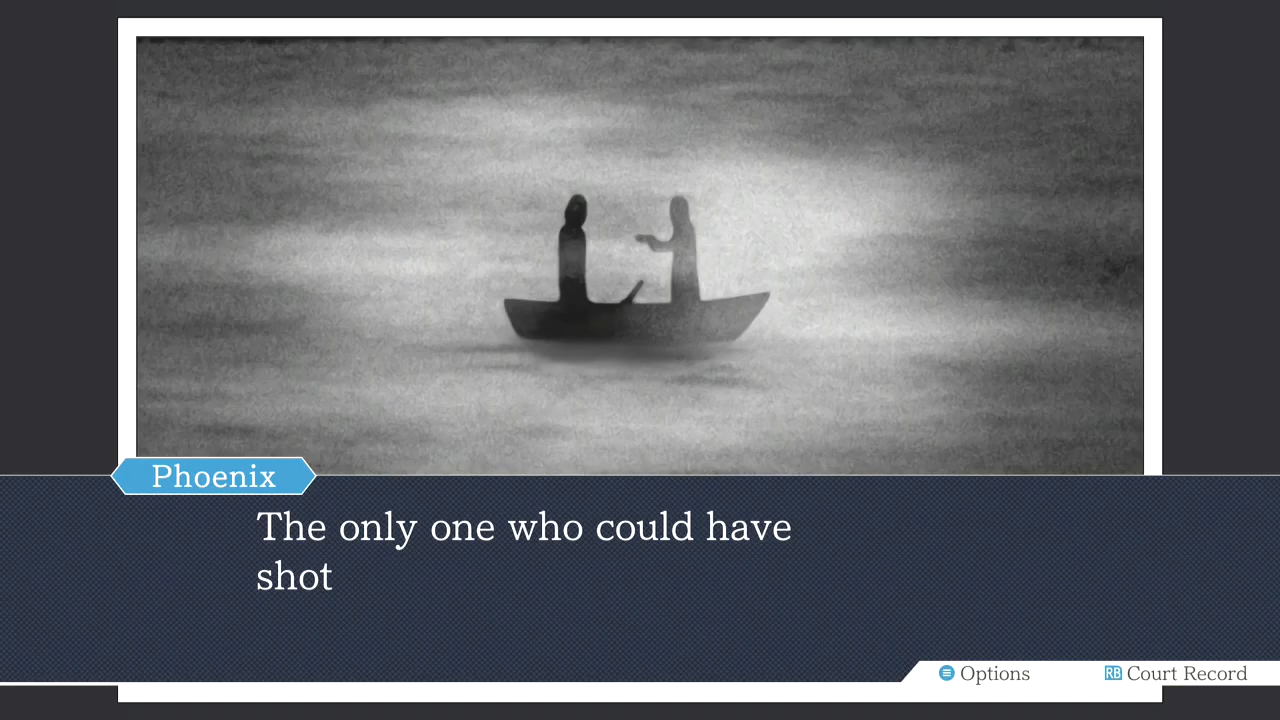 Phoenix
The only one who could have
shot
Options
RB Court Record